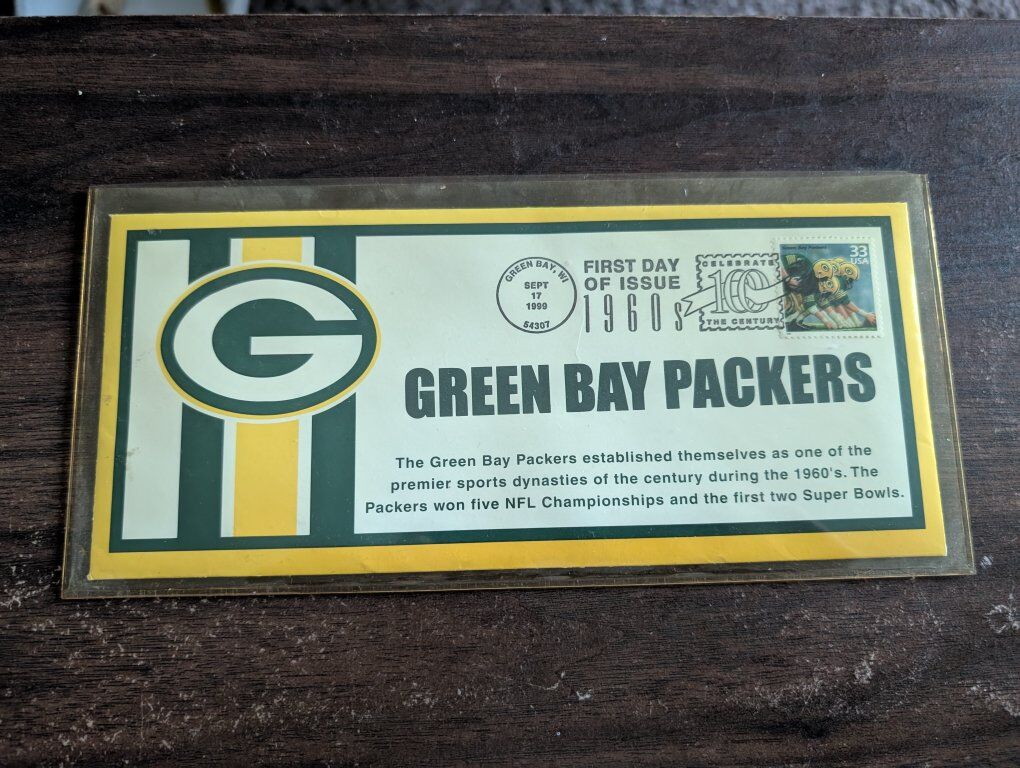 GREEN BAY, WI
SEPT
17
1999
54307
FIRST DAY
OF ISSUE
1960s
CELEBRATE
100
THE CENTURY
Green Bay Packers
33
USA
G
GREEN BAY PACKERS
The Green Bay Packers established themselves as one of the
premier sports dynasties of the century during the 1960's. The
Packers won five NFL Championships and the first two Super Bowls.